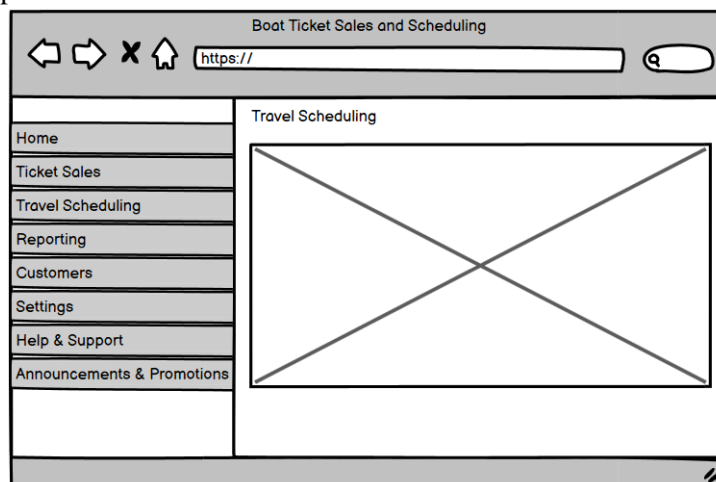 Boat Ticket Sales and Scheduling
https://
Travel Scheduling
Home
Ticket Sales
Travel Scheduling
Reporting
Customers
Settings
Help & Support
Announcements & Promotions